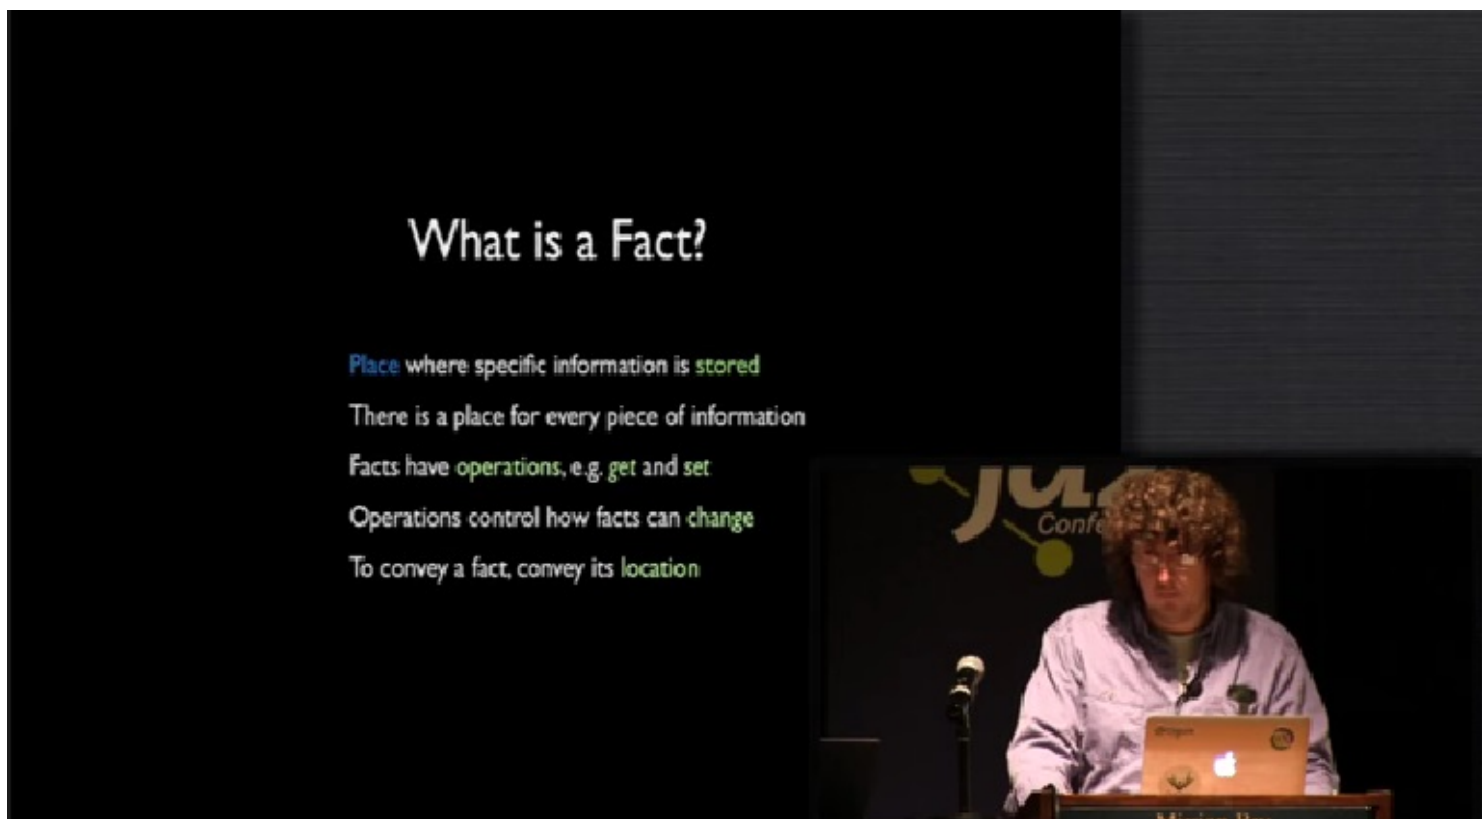 What is a Fact?
Place where specific information is stored
There is a place for every piece of information
Facts have operations, e.g. get and set
Operations control how facts can change
To convey a fact, convey its location